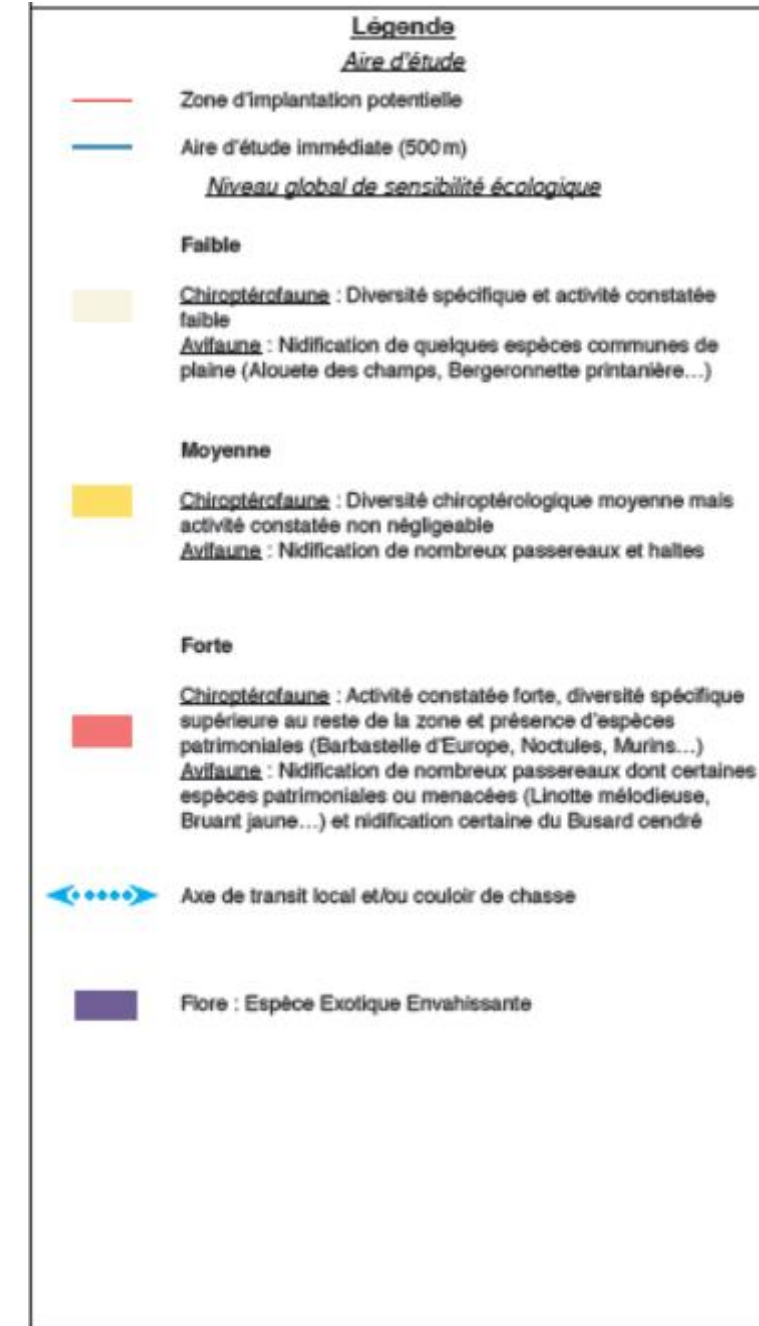 Légende
Aire d'étude
Zone d'implantation potentielle
Aire d'étude immédiate (500 m)
Niveau global de sensibilité écologique
Faible
Chiroptérofaune : Diversité spécifique et activité constatée
faible
Avifaune : Nidification de quelques espèces communes de
plaine (Alouete des champs, Bergeronnette printanière...)
Moyenne
Chiroptérofaune : Diversité chiroptérologique moyenne mais
activité constatée non négligeable
Avifaune : Nidification de nombreux passereaux et haltes
Forte
Chiroptérofaune : Activité constatée forte, diversité spécifique
supérieure au reste de la zone et présence d'espèces
patrimoniales (Barbastelle d'Europe, Noctules, Murins...)
Avifaune : Nidification de nombreux passereaux dont certaines
espèces patrimoniales ou menacées (Linotte mélodieuse,
Bruant jaune...) et nidification certaine du Busard cendré
Axe de transit local et/ou couloir de chasse
Flore : Espèce Exotique Envahissante